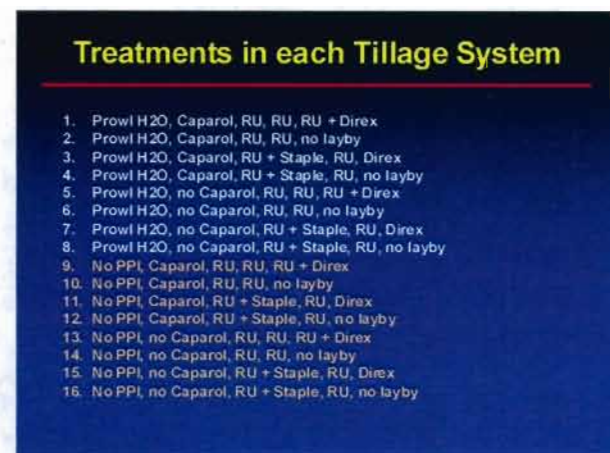 Treatments in each Tillage System
1. Prowl H2O, Caparol, RU, RU, RU + Direx
2. Prowl H2O, Caparol, RU, RU, no layby
3. Prowl H2O, Caparol, RU + Staple, RU, Direx
4. Prowl H2O, Caparol, RU + Staple, RU, no layby
5. Prowl H2O, no Caparol, RU, RU, RU + Direx
6. Prowl H2O, no Caparol, RU, RU, no layby
7. Prowl H2O, no Caparol, RU + Staple, RU, Direx
8. Prowl H2O, no Caparol, RU + Staple, RU, no layby
9. No PPI, Caparol, RU, RU, RU + Direx
10. No PPI, Caparol, RU, RU, no layby
11. No PPI, Caparol, RU + Staple, RU, Direx
12. No PPI, Caparol, RU + Staple, RU, no layby
13. No PPI, no Caparol, RU, RU, RU + Direx
14. No PPI, no Caparol, RU, RU, no layby
15. No PPI, no Caparol, RU + Staple, RU, Direx
16. No PPI, no Caparol, RU + Staple, RU, no layby